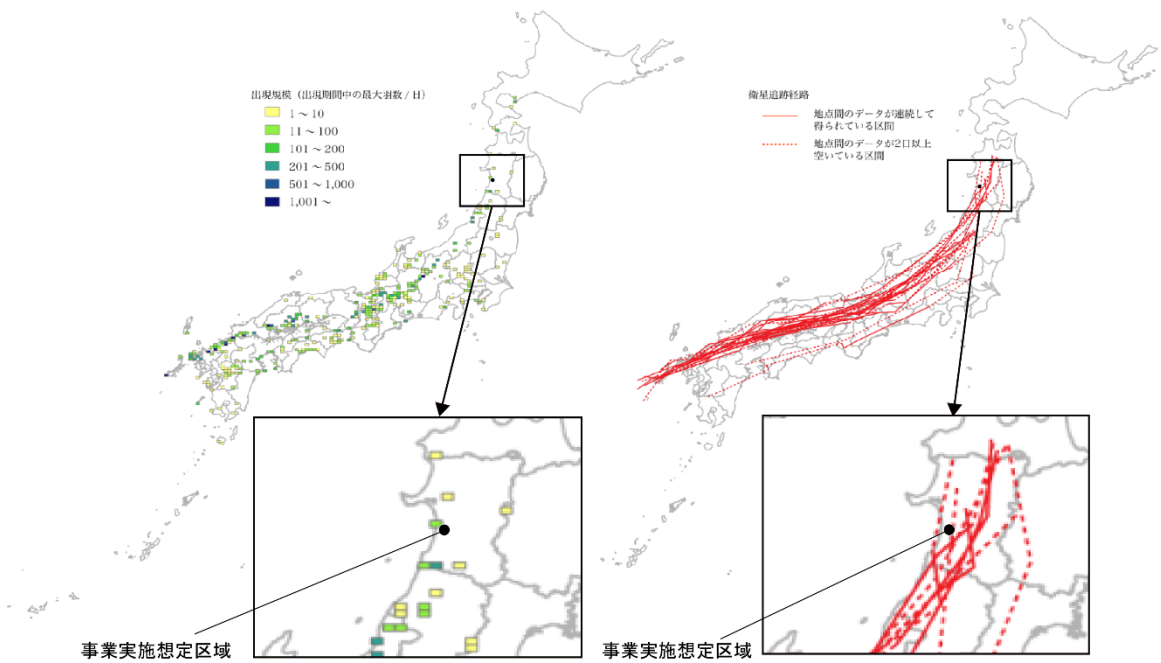 出現規模（出現期間中の最大羽数 / 日）
1 ～ 10
11 ～ 100
101 ～ 200
201 ～ 500
501 ～ 1,000
1,001 ～
衛星追跡経路
地点間のデータが連続して
得られている区間
地点間のデータが2日以上
空いている区間
事業実施想定区域
事業実施想定区域